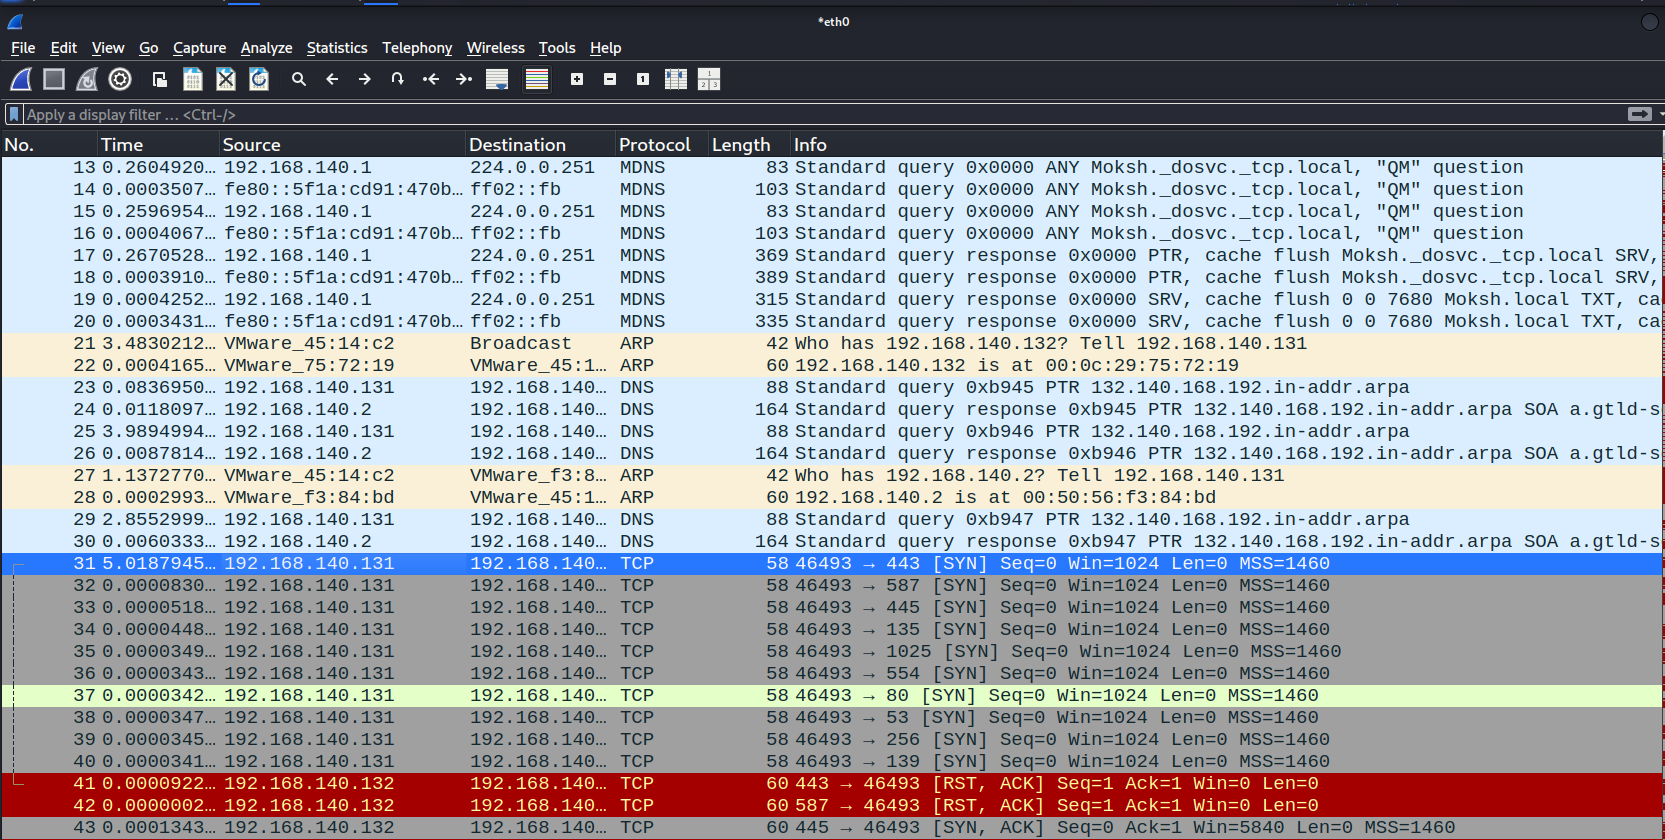 *eth0
File Edit View Go Capture Analyze Statistics Telephony Wireless Tools Help
Apply a display filter … <Ctrl-/>
No. Time Source Destination Protocol Length Info
13 0.2604920… 192.168.140.1 224.0.0.251 MDNS 83 Standard query 0x0000 ANY Moksh._dosvc._tcp.local, "QM" question
14 0.0003507… fe80::5f1a:cd91:470b… ff02::fb MDNS 103 Standard query 0x0000 ANY Moksh._dosvc._tcp.local, "QM" question
15 0.2596954… 192.168.140.1 224.0.0.251 MDNS 83 Standard query 0x0000 ANY Moksh._dosvc._tcp.local, "QM" question
16 0.0004067… fe80::5f1a:cd91:470b… ff02::fb MDNS 103 Standard query 0x0000 ANY Moksh._dosvc._tcp.local, "QM" question
17 0.2670528… 192.168.140.1 224.0.0.251 MDNS 369 Standard query response 0x0000 PTR, cache flush Moksh._dosvc._tcp.local SRV,
18 0.0003910… fe80::5f1a:cd91:470b… ff02::fb MDNS 389 Standard query response 0x0000 PTR, cache flush Moksh._dosvc._tcp.local SRV,
19 0.0004252… 192.168.140.1 224.0.0.251 MDNS 315 Standard query response 0x0000 SRV, cache flush 0 0 7680 Moksh.local TXT, ca
20 0.0003431… fe80::5f1a:cd91:470b… ff02::fb MDNS 335 Standard query response 0x0000 SRV, cache flush 0 0 7680 Moksh.local TXT, ca
21 3.4830212… VMware_45:14:c2 Broadcast ARP 42 Who has 192.168.140.132? Tell 192.168.140.131
22 0.0004165… VMware_75:72:19 VMware_45:1… ARP 60 192.168.140.132 is at 00:0c:29:75:72:19
23 0.0836950… 192.168.140.131 192.168.140… DNS 88 Standard query 0xb945 PTR 132.140.168.192.in-addr.arpa
24 0.0118097… 192.168.140.2 192.168.140… DNS 164 Standard query response 0xb945 PTR 132.140.168.192.in-addr.arpa SOA a.gtld-s
25 3.9894994… 192.168.140.131 192.168.140… DNS 88 Standard query 0xb946 PTR 132.140.168.192.in-addr.arpa
26 0.0087814… 192.168.140.2 192.168.140… DNS 164 Standard query response 0xb946 PTR 132.140.168.192.in-addr.arpa SOA a.gtld-s
27 1.1372770… VMware_45:14:c2 VMware_f3:8… ARP 42 Who has 192.168.140.2? Tell 192.168.140.131
28 0.0002993… VMware_f3:84:bd VMware_45:1… ARP 60 192.168.140.2 is at 00:50:56:f3:84:bd
29 2.8552999… 192.168.140.131 192.168.140… DNS 88 Standard query 0xb947 PTR 132.140.168.192.in-addr.arpa
30 0.0060333… 192.168.140.2 192.168.140… DNS 164 Standard query response 0xb947 PTR 132.140.168.192.in-addr.arpa SOA a.gtld-s
31 5.0187945… 192.168.140.131 192.168.140… TCP 58 46493 → 443 [SYN] Seq=0 Win=1024 Len=0 MSS=1460
32 0.0000830… 192.168.140.131 192.168.140… TCP 58 46493 → 587 [SYN] Seq=0 Win=1024 Len=0 MSS=1460
33 0.0000518… 192.168.140.131 192.168.140… TCP 58 46493 → 445 [SYN] Seq=0 Win=1024 Len=0 MSS=1460
34 0.0000448… 192.168.140.131 192.168.140… TCP 58 46493 → 135 [SYN] Seq=0 Win=1024 Len=0 MSS=1460
35 0.0000349… 192.168.140.131 192.168.140… TCP 58 46493 → 1025 [SYN] Seq=0 Win=1024 Len=0 MSS=1460
36 0.0000343… 192.168.140.131 192.168.140… TCP 58 46493 → 554 [SYN] Seq=0 Win=1024 Len=0 MSS=1460
37 0.0000342… 192.168.140.131 192.168.140… TCP 58 46493 → 80 [SYN] Seq=0 Win=1024 Len=0 MSS=1460
38 0.0000347… 192.168.140.131 192.168.140… TCP 58 46493 → 53 [SYN] Seq=0 Win=1024 Len=0 MSS=1460
39 0.0000345… 192.168.140.131 192.168.140… TCP 58 46493 → 256 [SYN] Seq=0 Win=1024 Len=0 MSS=1460
40 0.0000341… 192.168.140.131 192.168.140… TCP 58 46493 → 139 [SYN] Seq=0 Win=1024 Len=0 MSS=1460
41 0.0000922… 192.168.140.132 192.168.140… TCP 60 443 → 46493 [RST, ACK] Seq=1 Ack=1 Win=0 Len=0
42 0.0000002… 192.168.140.132 192.168.140… TCP 60 587 → 46493 [RST, ACK] Seq=1 Ack=1 Win=0 Len=0
43 0.0001343… 192.168.140.132 192.168.140… TCP 60 445 → 46493 [SYN, ACK] Seq=0 Ack=1 Win=5840 Len=0 MSS=1460